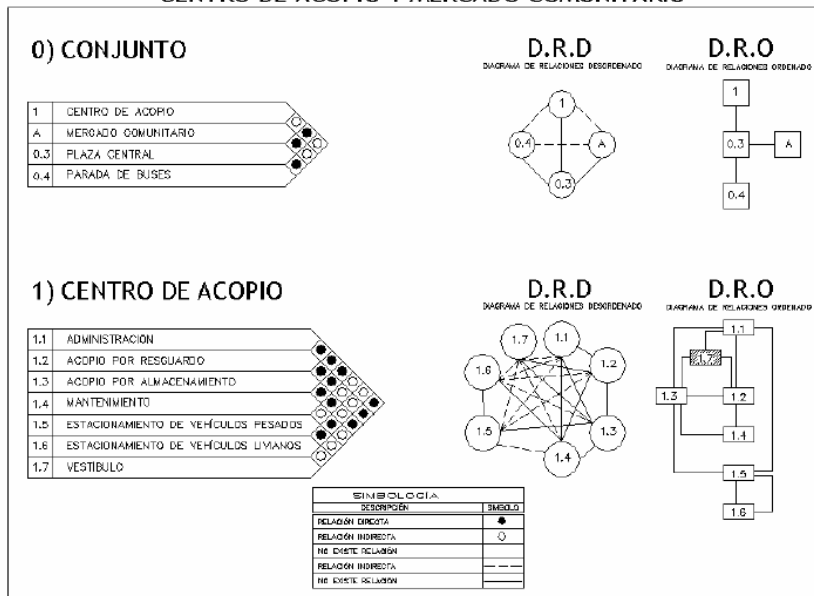 CENTRO DE ACOPIO Y MERCADO COMUNITARIO
0) CONJUNTO
D.R.D
DIAGRAMA DE RELACIONES DESORDENADO
D.R.O
DIAGRAMA DE RELACIONES ORDENADO
1 CENTRO DE ACOPIO
A MERCADO COMUNITARIO
0.3 PLAZA CENTRAL
0.4 PARADA DE BUSES
1
0.4
A
0.3
1
0.3
A
0.4
1) CENTRO DE ACOPIO
D.R.D
DIAGRAMA DE RELACIONES DESORDENADO
D.R.O
DIAGRAMA DE RELACIONES ORDENADO
1.1 ADMINISTRACION
1.2 ACOPIO POR RESGUARDO
1.3 ACOPIO POR ALMACENAMIENTO
1.4 MANTENIMIENTO
1.5 ESTACIONAMIENTO DE VEHÍCULOS PESADOS
1.6 ESTACIONAMIENTO DE VEHÍCULOS LIVIANOS
1.7 VESTÍBULO
1.7
1.1
1.6
1.2
1.5
1.3
1.4
1.1
1.7
1.3
1.2
1.4
1.5
1.6
SIMBOLOGÍA
DESCRIPCIÓN SIMBOLO
RELACIÓN DIRECTA
RELACIÓN INDIRECTA
NO EXISTE RELACIÓN
RELACIÓN INDIRECTA
NO EXISTE RELACIÓN